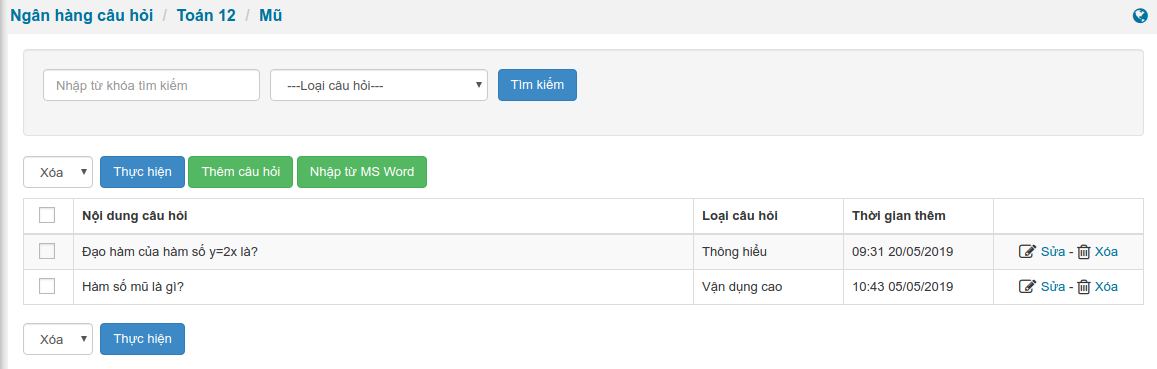 Ngân hàng câu hỏi / Toán 12 / Mũ
Nhập từ khóa tìm kiếm ---Loại câu hỏi--- Tìm kiếm
Xóa Thực hiện Thêm câu hỏi Nhập từ MS Word
Nội dung câu hỏi Loại câu hỏi Thời gian thêm
Đạo hàm của hàm số y=2x là? Thông hiểu 09:31 20/05/2019 Sửa - Xóa
Hàm số mũ là gì? Vận dụng cao 10:43 05/05/2019 Sửa - Xóa
Xóa Thực hiện